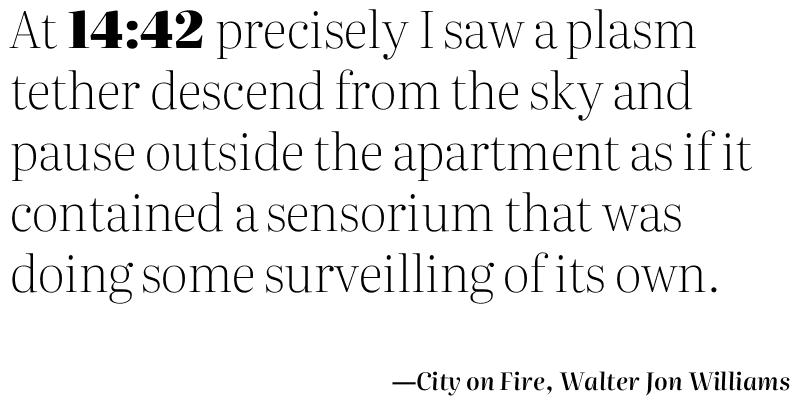 At 14:42 precisely I saw a plasm
tether descend from the sky and
pause outside the apartment as if it
contained a sensorium that was
doing some surveilling of its own.
—City on Fire, Walter Jon Williams